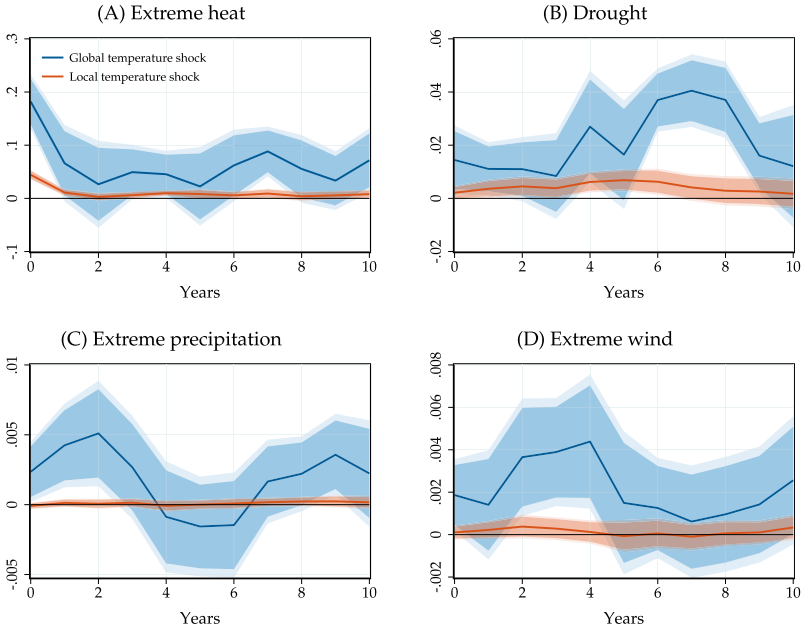 (A) Extreme heat
.3
.2
.1
0
-.1
Global temperature shock
Local temperature shock
0 2 4 6 8 10
Years
(B) Drought
.06
.04
.02
0
-.02
0 2 4 6 8 10
Years
(C) Extreme precipitation
.01
.005
0
-.005
0 2 4 6 8 10
Years
(D) Extreme wind
.008
.006
.004
.002
0
-.002
0 2 4 6 8 10
Years